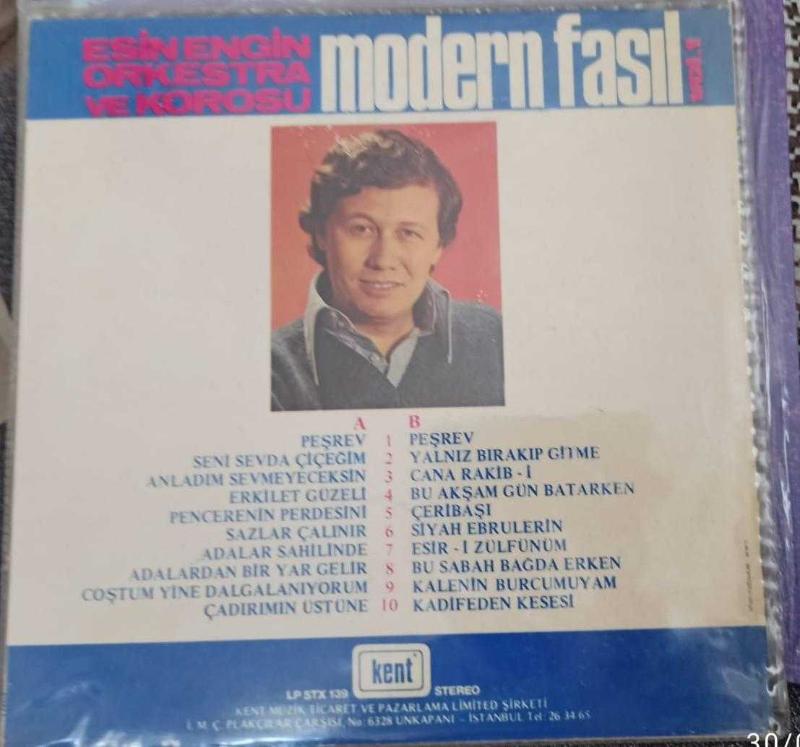 ESİN ENGİN
ORKESTRA
VE KOROSU
modern fasıl
A B
PEŞREV 1 PEŞREV
SENİ SEVDA ÇİÇEĞİM 2 YALNIZ BIRAKIP GİTME
ANLADIM SEVMEYECEKSİN 3 CANA RAKİB - İ
ERKİLET GÜZELİ 4 BU AKŞAM GÜN BATARKEN
PENCERENİN PERDESİNİ 5 ÇERİBAŞI
SAZLAR ÇALINIR 6 SİYAH EBRULERİN
ADALAR SAHİLİNDE 7 ESİR - İ ZÜLFÜNÜM
ADALARDAN BİR YAR GELİR 8 BU SABAH BAĞDA ERKEN
COŞTUM YİNE DALGALANIYORUM 9 KALENİN BURCUMUYAM
ÇADIRIMIN ÜSTÜNE 10 KADİFEDEN KESESİ
kent
LP STX 139 STEREO
KENT MÜZİK TİCARET VE PAZARLAMA LİMİTED ŞİRKETİ
İ. M. Ç. PLAKÇILAR ÇARŞISI, No: 6328 UNKAPANI - İSTANBUL Tel: 26 34 65